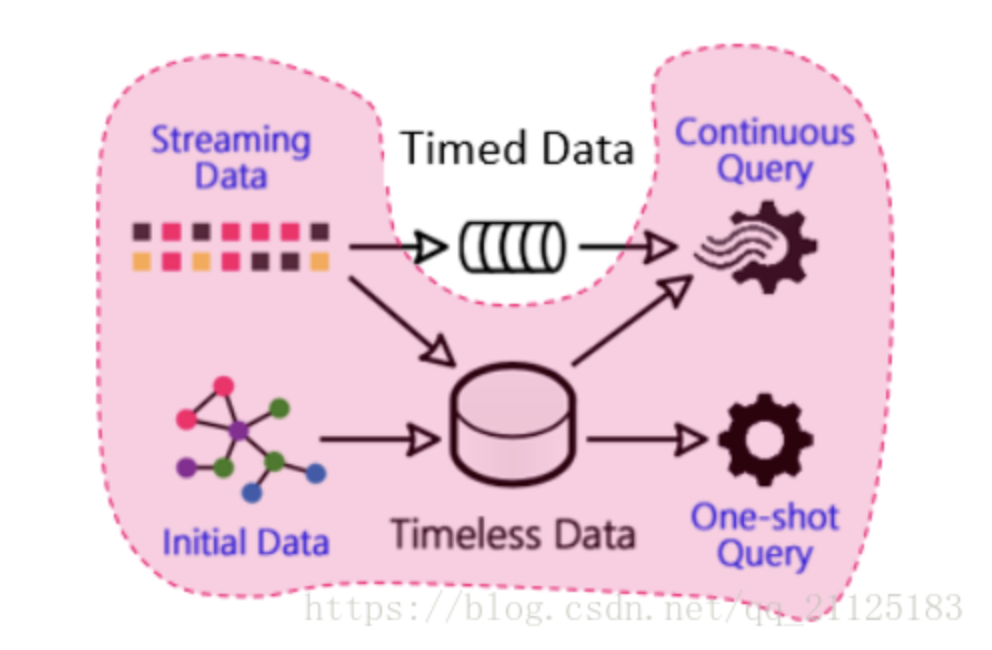 Streaming
Data
Timed Data
Continuous
Query
Initial Data
Timeless Data
One-shot
Query
https://blog.csdn.net/qq_21125183